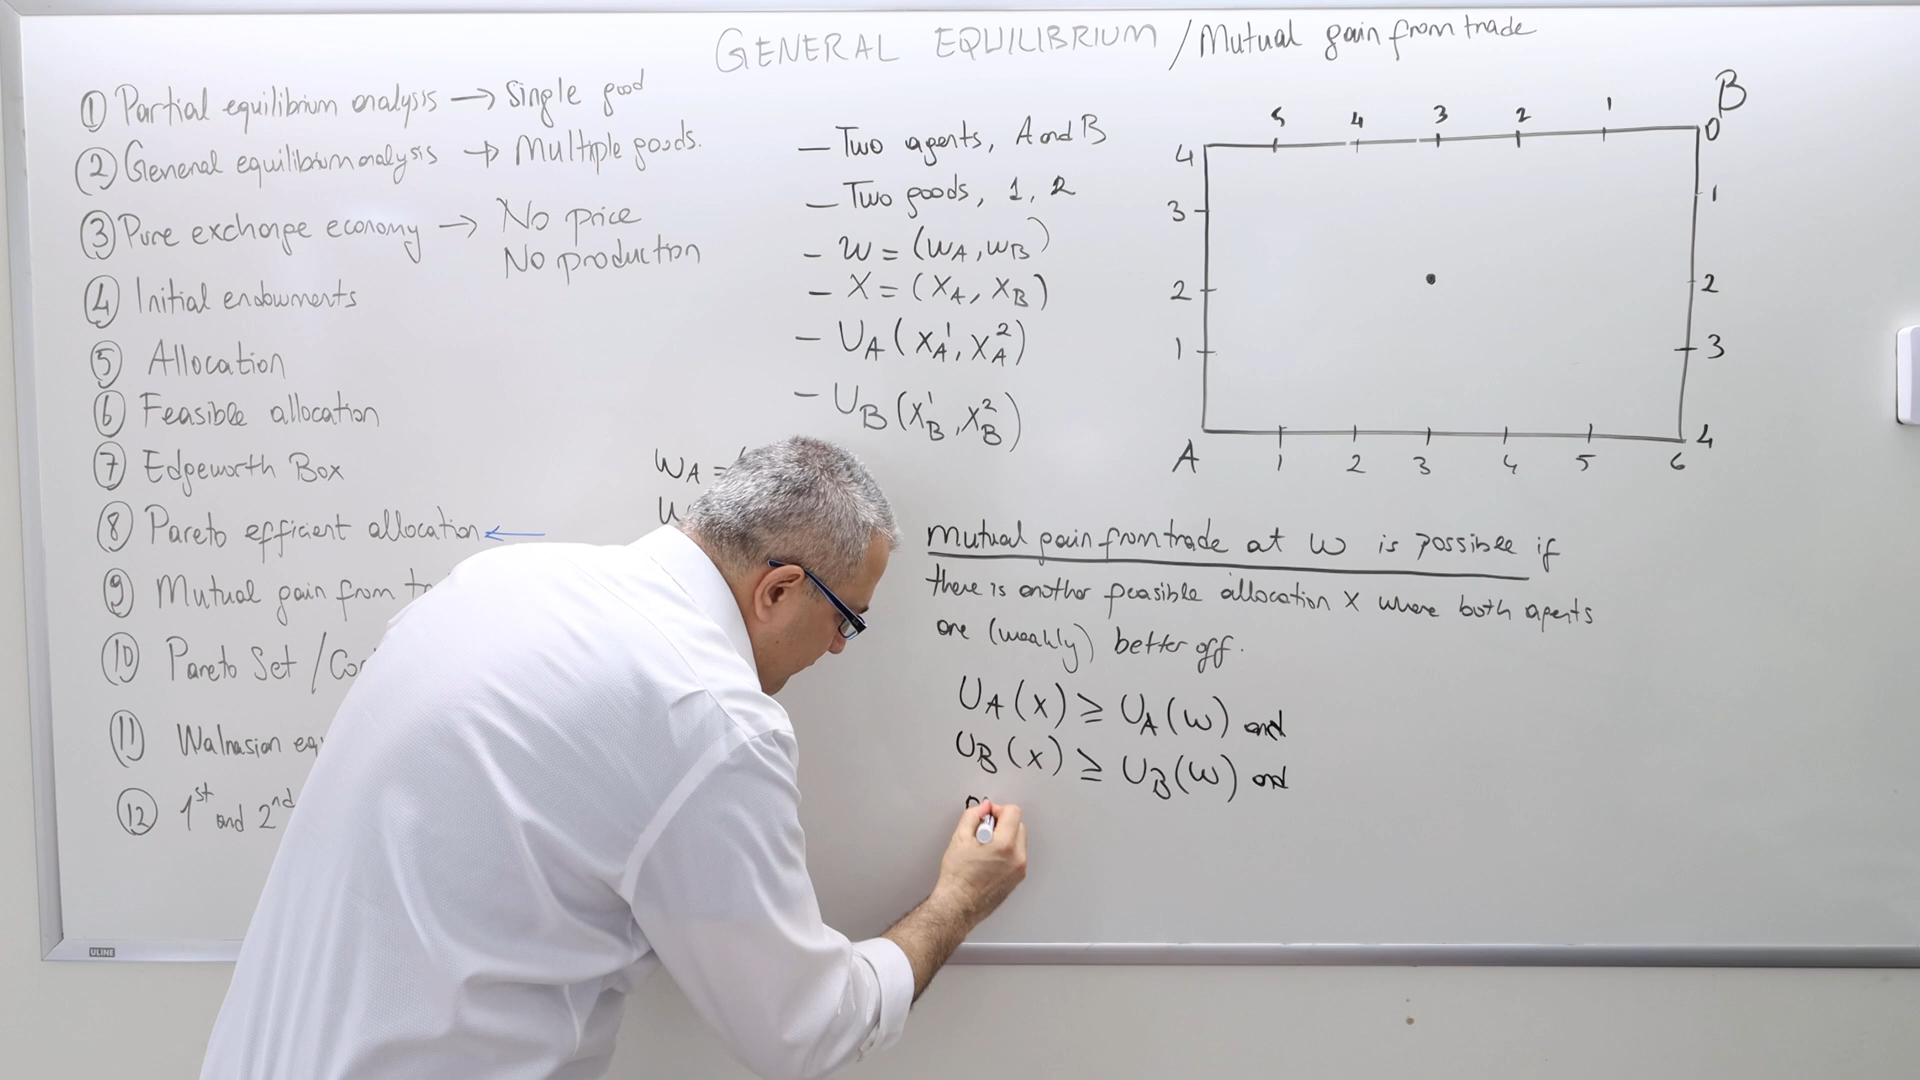 GENERAL EQUILIBRIUM / Mutual gain from trade
① Partial equilibrium analysis → Single good
② General equilibrium analysis → Multiple goods.
③ Pure exchange economy → No price
No production
④ Initial endowments
⑤ Allocation
⑥ Feasible allocation
⑦ Edgeworth Box
⑧ Pareto efficient allocation ←
⑨ Mutual gain from
⑩ Pareto Set /
⑪ Walrasian
⑫ 1st and 2nd
– Two agents, A and B
– Two goods, 1, 2
– w = (wA, wB)
– X = (XA, XB)
– UA (XA¹, XA²)
– UB (XB¹, XB²)
wA =
B
5 4 3 2 1 0
4 3 2 1
1 2 3 4
A 1 2 3 4 5 6
Mutual gain from trade at w is possible if
there is another feasible allocation X where both agents
are (weakly) better off.
UA (x) ≥ UA (w) and
UB (x) ≥ UB (w) and
ULINE